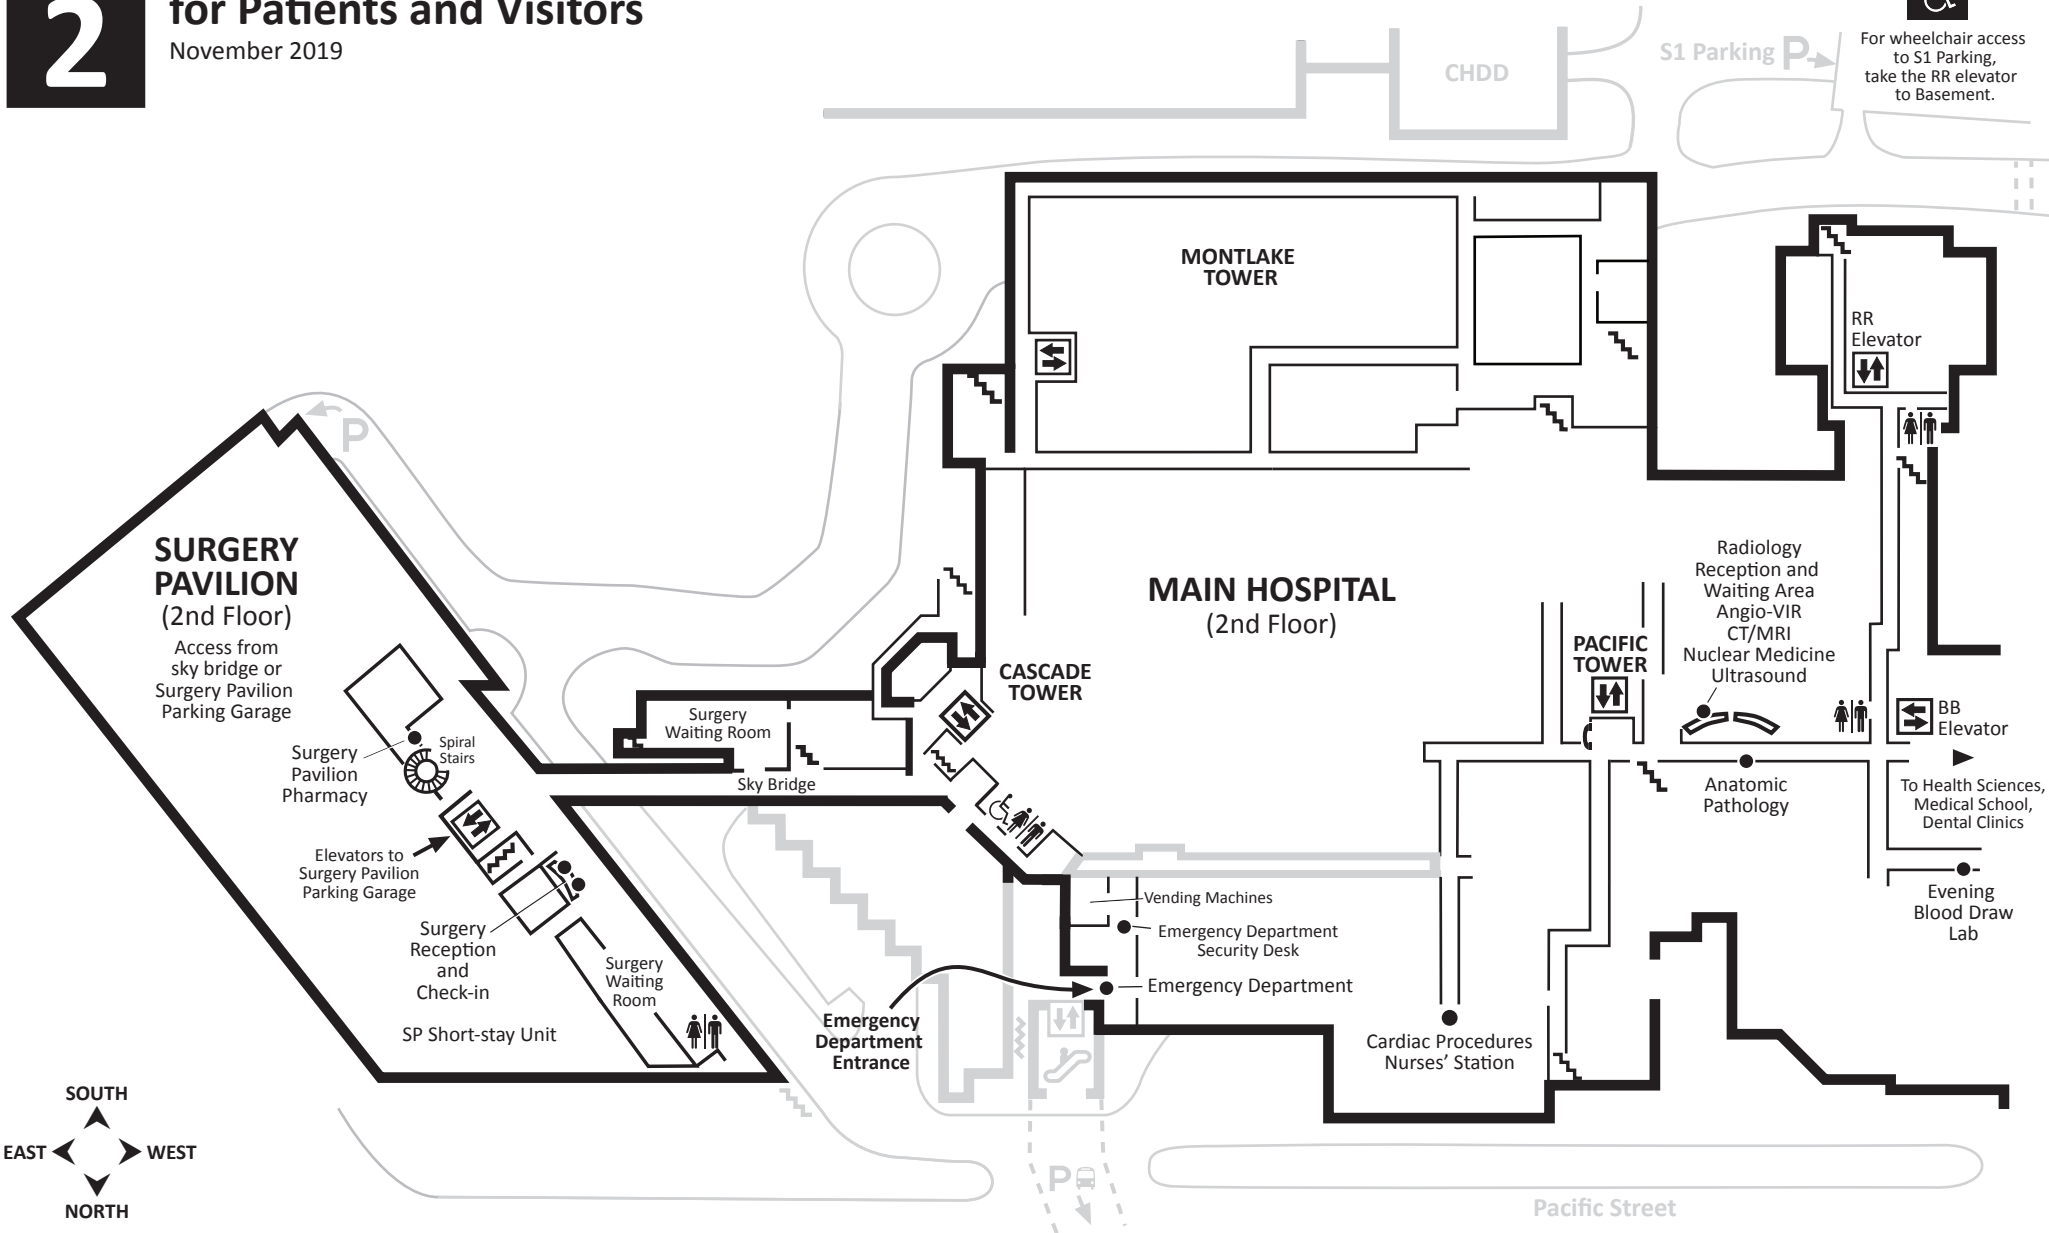 2
for Patients and Visitors
November 2019
CHDD
S1 Parking P
For wheelchair access
to S1 Parking,
take the RR elevator
to Basement.
MONTLAKE
TOWER
RR
Elevator
P
SURGERY
PAVILION
(2nd Floor)
Access from
sky bridge or
Surgery Pavilion
Parking Garage
MAIN HOSPITAL
(2nd Floor)
Radiology
Reception and
Waiting Area
Angio-VIR
CT/MRI
Nuclear Medicine
Ultrasound
PACIFIC
TOWER
CASCADE
TOWER
Surgery
Waiting Room
BB
Elevator
Surgery
Pavilion
Pharmacy
Spiral
Stairs
Sky Bridge
Anatomic
Pathology
To Health Sciences,
Medical School,
Dental Clinics
Elevators to
Surgery Pavilion
Parking Garage
Vending Machines
Evening
Blood Draw
Lab
Surgery
Reception
and
Check-in
Emergency Department
Security Desk
Surgery
Waiting
Room
Emergency Department
SP Short-stay Unit
Emergency
Department
Entrance
Cardiac Procedures
Nurses’ Station
SOUTH
EAST
WEST
NORTH
P
Pacific Street